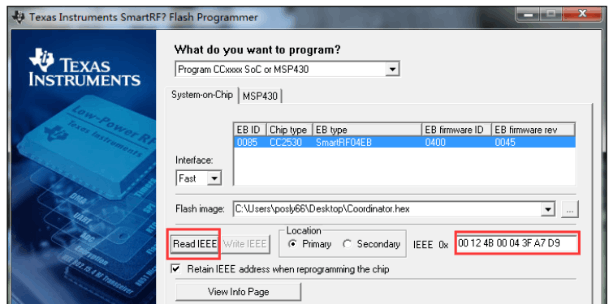 Texas Instruments SmartRF? Flash Programmer
TEXAS
INSTRUMENTS
Low-Power RF
Texas Instruments
What do you want to program?
Program CCxxxx SoC or MSP430
System-on-Chip MSP430
EB ID Chip type EB type EB firmware ID EB firmware rev
0085 CC2530 SmartRF04EB 0400 0045
Interface:
Fast
Flash image: C:\Users\posly66\Desktop\Coordinator.hex ...
Location
Read IEEE Write IEEE Primary Secondary IEEE 0x 00 12 4B 00 04 3F A7 D9
Retain IEEE address when reprogramming the chip
View Info Page